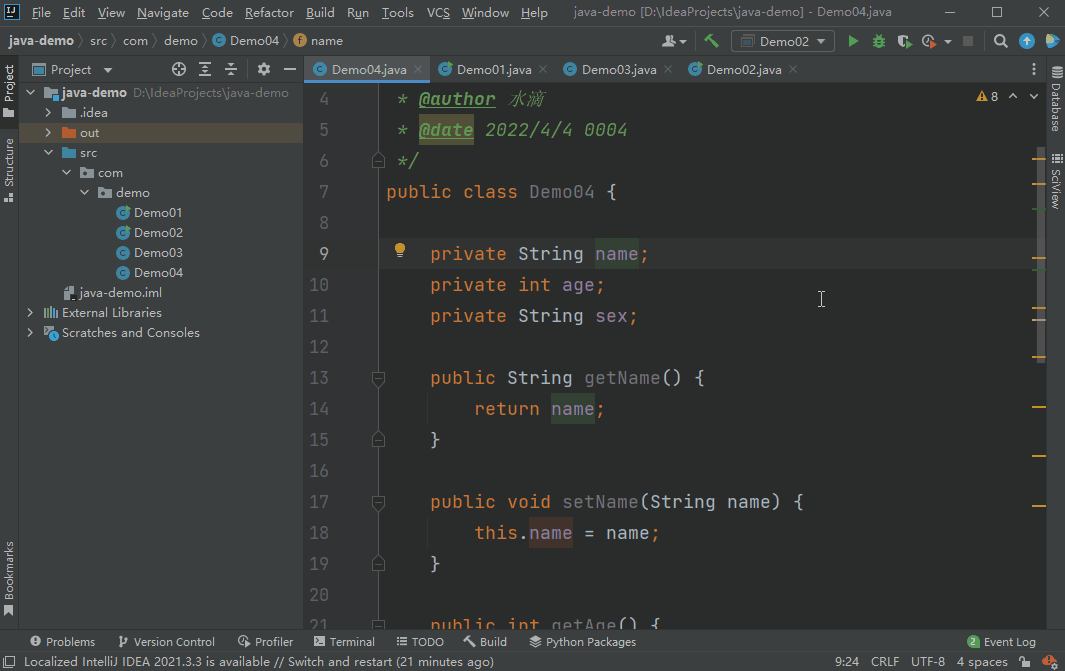 File Edit View Navigate Code Refactor Build Run Tools VCS Window Help java-demo [D:\IdeaProjects\java-demo] - Demo04.java
java-demo src com demo Demo04 name
Demo02
Project
Demo04.java Demo01.java Demo03.java Demo02.java
Project
Structure
Bookmarks
java-demo D:\IdeaProjects\java-demo
.idea
out
src
com
demo
Demo01
Demo02
Demo03
Demo04
java-demo.iml
External Libraries
Scratches and Consoles
8
4 * @author 水滴
5 * @date 2022/4/4 0004
6 */
7 public class Demo04 {
8
9 private String name;
10 private int age;
11 private String sex;
12
13 public String getName() {
14 return name;
15 }
16
17 public void setName(String name) {
18 this.name = name;
19 }
20
21 public int getAge() {
Database
SciView
Problems Version Control Profiler Terminal TODO Build Python Packages 2 Event Log
Localized IntelliJ IDEA 2021.3.3 is available // Switch and restart (21 minutes ago) 9:24 CRLF UTF-8 4 spaces